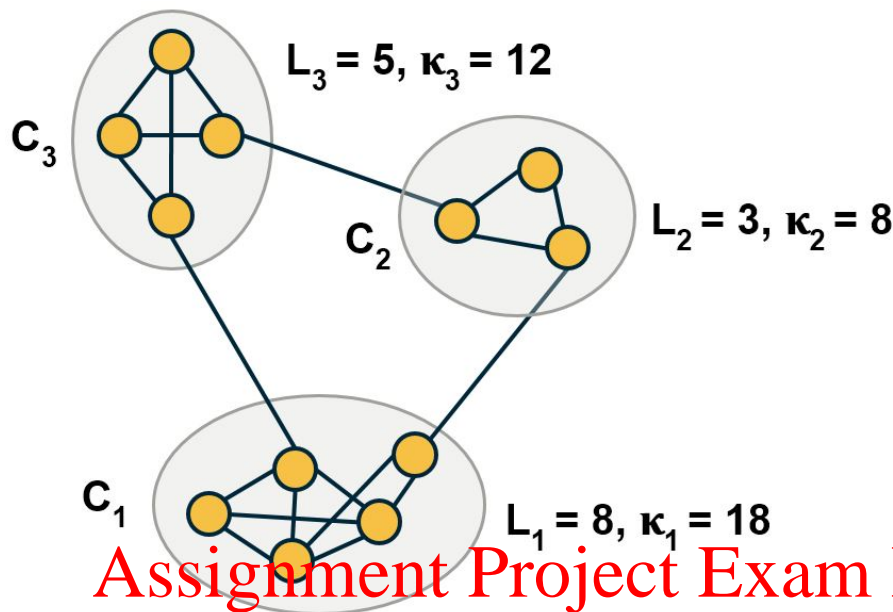 L₃ = 5, κ₃ = 12
C₃
C₂
L₂ = 3, κ₂ = 8
C₁
L₁ = 8, κ₁ = 18
Assignment Project Exam